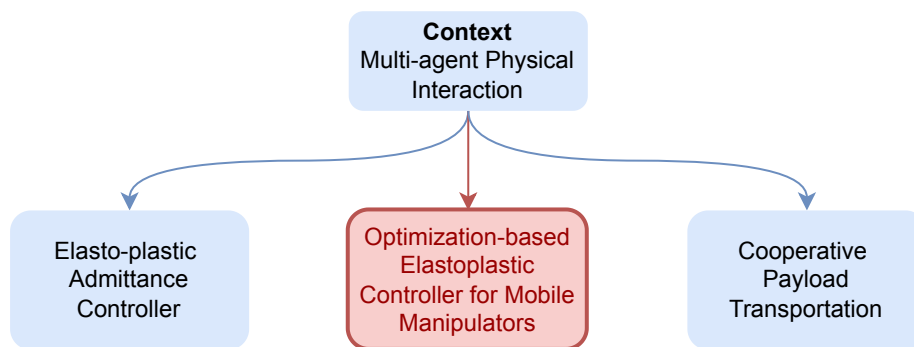 Context
Multi-agent Physical
Interaction
Elasto-plastic
Admittance
Controller
Optimization-based
Elastoplastic
Controller for Mobile
Manipulators
Cooperative
Payload
Transportation